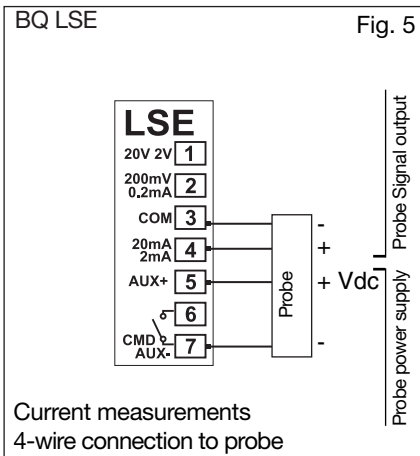 BQ LSE
Fig. 5
LSE
20V 2V 1
200mV
0.2mA 2
COM 3
20mA
2mA 4
AUX+ 5
6
CMD
AUX- 7
Probe
-
+
+ Vdc
-
Probe Signal output
Probe power supply
Current measurements
4-wire connection to probe